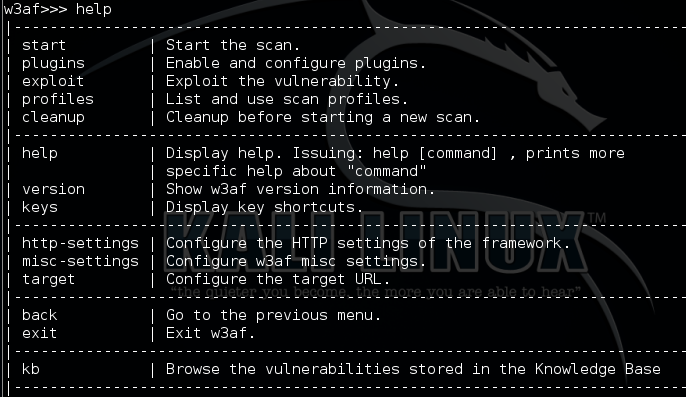 w3af>>> help
|-----------------------------------------------------------------------------
| start         | Start the scan.
| plugins       | Enable and configure plugins.
| exploit       | Exploit the vulnerability.
| profiles      | List and use scan profiles.
| cleanup       | Cleanup before starting a new scan.
|-----------------------------------------------------------------------------
| help          | Display help. Issuing: help [command] , prints more
|               | specific help about "command"
| version       | Show w3af version information.
| keys          | Display key shortcuts.
|-----------------------------------------------------------------------------
| http-settings | Configure the HTTP settings of the framework.
| misc-settings | Configure w3af misc settings.
| target        | Configure the target URL.
|-----------------------------------------------------------------------------
| back          | Go to the previous menu.
| exit          | Exit w3af.
|-----------------------------------------------------------------------------
| kb            | Browse the vulnerabilities stored in the Knowledge Base
|-----------------------------------------------------------------------------
KALI LINUX™
"the quieter you become, the more you are able to hear"